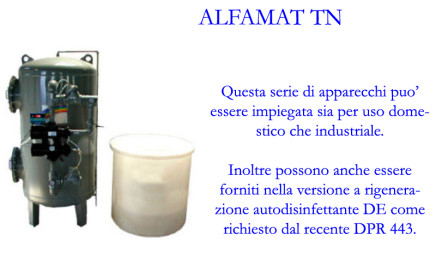 ALFAMAT TN
Questa serie di apparecchi puo'
essere impiegata sia per uso dome-
stico che industriale.
Inoltre possono anche essere
forniti nella versione a rigenera-
zione autodisinfettante DE come
richiesto dal recente DPR 443.